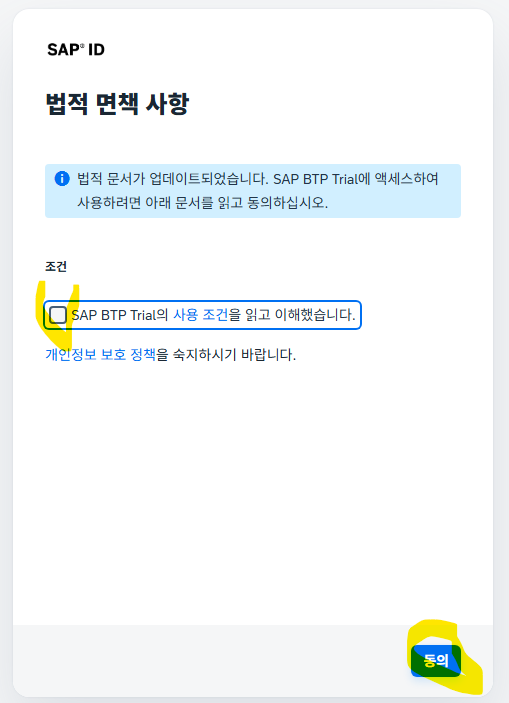 SAP® ID
법적 면책 사항
법적 문서가 업데이트되었습니다. SAP BTP Trial에 액세스하여
사용하려면 아래 문서를 읽고 동의하십시오.
조건
SAP BTP Trial의 사용 조건을 읽고 이해했습니다.
개인정보 보호 정책을 숙지하시기 바랍니다.
동의